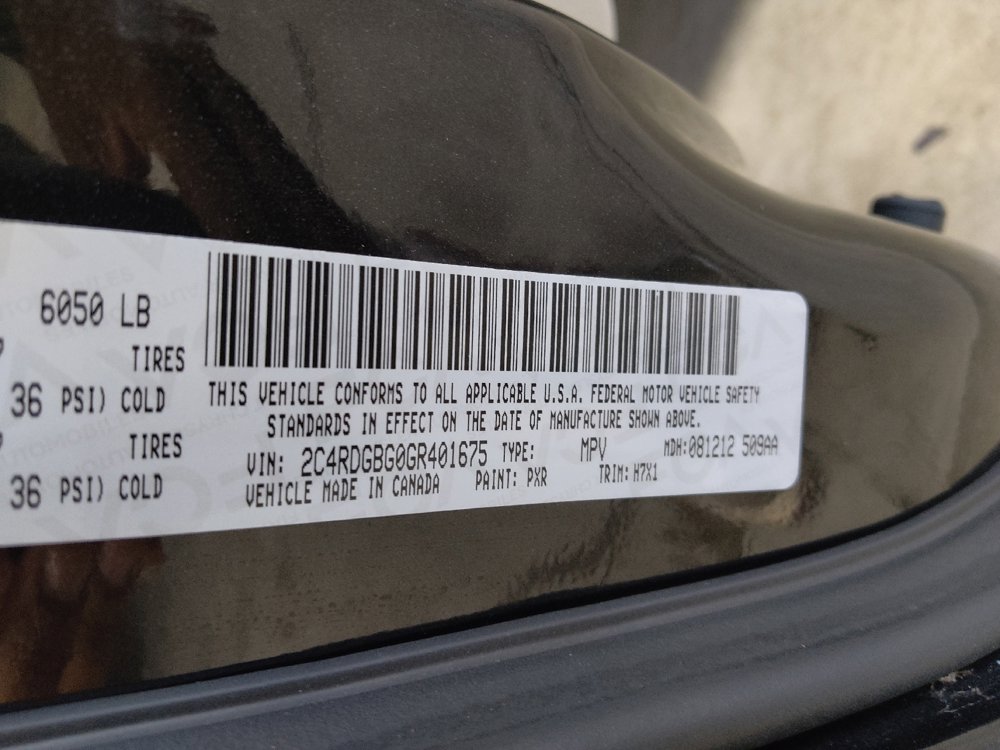 6050 LB
TIRES
36 PSI) COLD
TIRES
36 PSI) COLD
THIS VEHICLE CONFORMS TO ALL APPLICABLE U.S.A. FEDERAL MOTOR VEHICLE SAFETY
STANDARDS IN EFFECT ON THE DATE OF MANUFACTURE SHOWN ABOVE.
VIN: 2C4RDGBG0GR401675 TYPE: MPV MDH:081212 509AA
VEHICLE MADE IN CANADA PAINT: PXR TRIM: H7X1